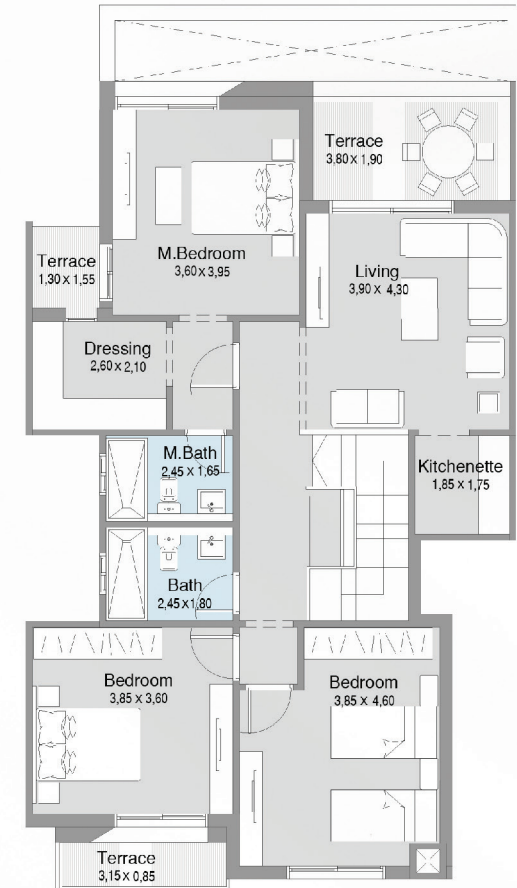 Terrace
3,80 x 1,90
M.Bedroom
3,60 x 3,95
Terrace
1,30 x 1,55
Living
3,90 x 4,30
Dressing
2,60 x 2,10
M.Bath
2,45 x 1,65
Kitchenette
1,85 x 1,75
Bath
2,45x1,80
Bedroom
3,85 x 3,60
Bedroom
3,85 x 4,60
Terrace
3,15 x 0,85